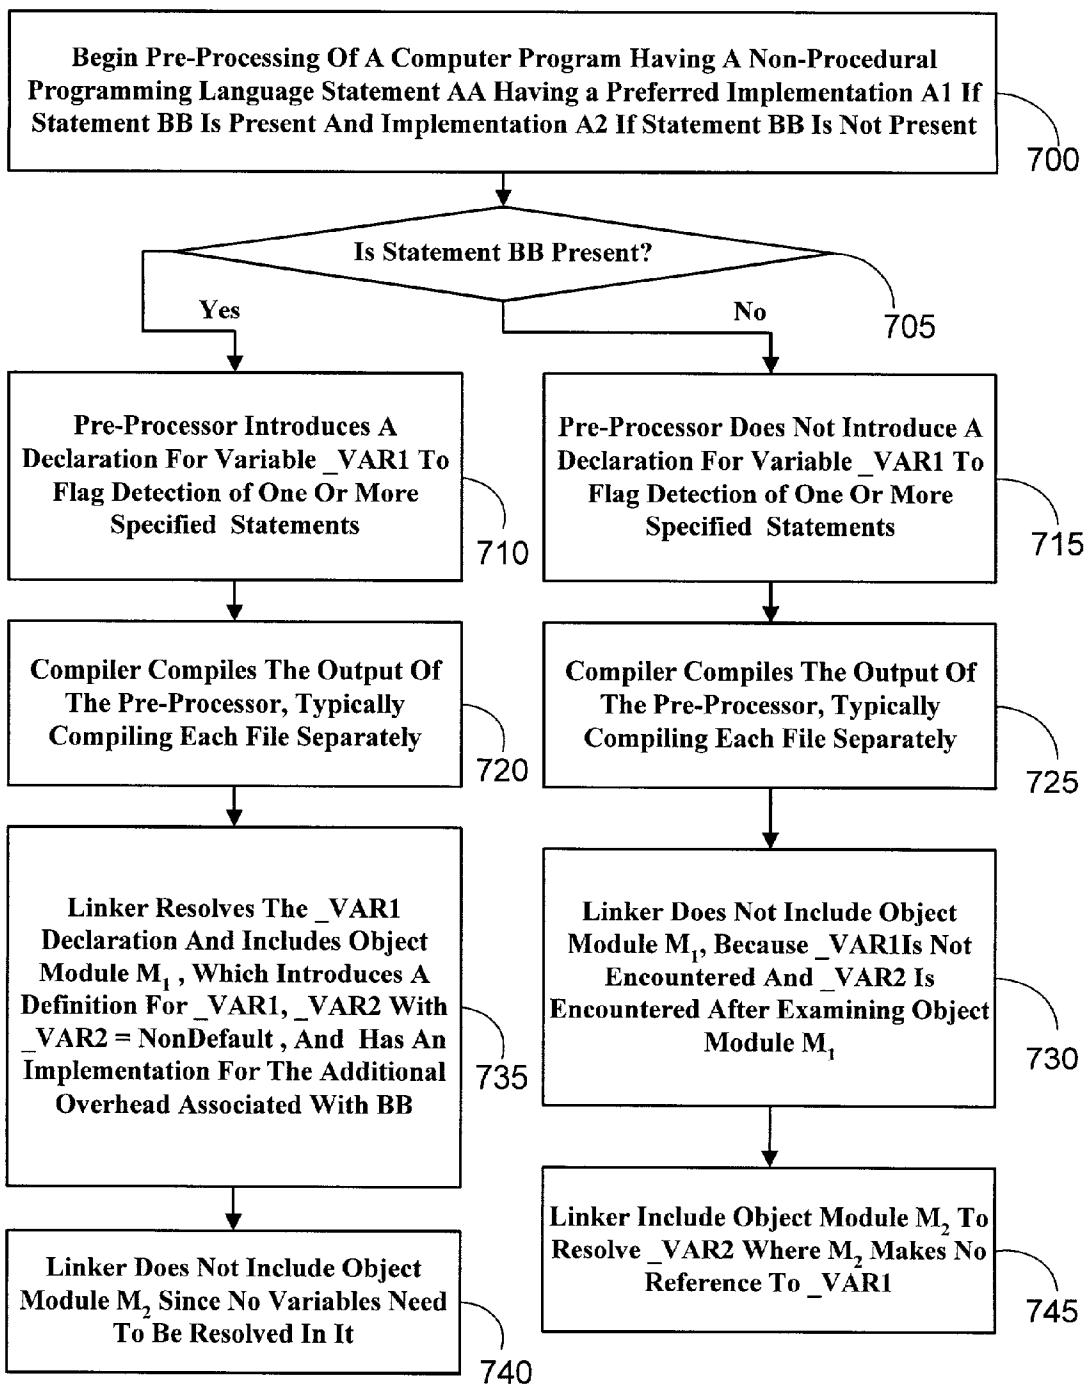 Begin Pre-Processing Of A Computer Program Having A Non-Procedural
Programming Language Statement AA Having a Preferred Implementation A1 If
Statement BB Is Present And Implementation A2 If Statement BB Is Not Present
700
Is Statement BB Present?
705
Yes
No
Pre-Processor Introduces A
Declaration For Variable _VAR1 To
Flag Detection of One Or More
Specified Statements
710
Pre-Processor Does Not Introduce A
Declaration For Variable _VAR1 To
Flag Detection of One Or More
Specified Statements
715
Compiler Compiles The Output Of
The Pre-Processor, Typically
Compiling Each File Separately
720
Compiler Compiles The Output Of
The Pre-Processor, Typically
Compiling Each File Separately
725
Linker Resolves The _VAR1
Declaration And Includes Object
Module M₁ , Which Introduces A
Definition For _VAR1, _VAR2 With
_VAR2 = NonDefault , And Has An
Implementation For The Additional
Overhead Associated With BB
735
Linker Does Not Include Object
Module M₁, Because _VAR1Is Not
Encountered And _VAR2 Is
Encountered After Examining Object
Module M₁
730
Linker Does Not Include Object
Module M₂ Since No Variables Need
To Be Resolved In It
740
Linker Include Object Module M₂ To
Resolve _VAR2 Where M₂ Makes No
Reference To _VAR1
745